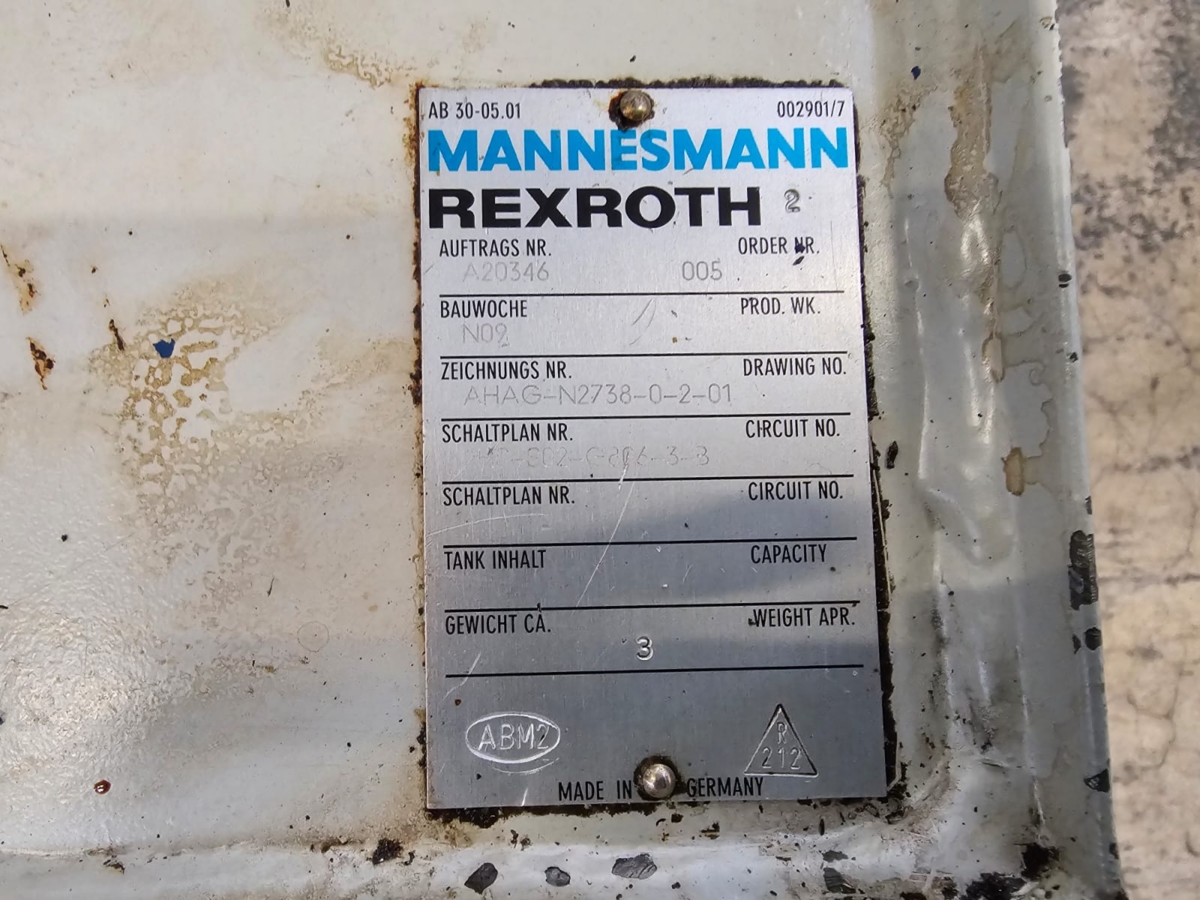 AB 30-05.01 002901/7
MANNESMANN
REXROTH 2
AUFTRAGS NR. ORDER NR.
A20346 005
BAUWOCHE PROD. WK.
N09
ZEICHNUNGS NR. DRAWING NO.
AHAG-N2738-0-2-01
SCHALTPLAN NR. CIRCUIT NO.
SCHALTPLAN NR. CIRCUIT NO.
TANK INHALT CAPACITY
GEWICHT CA. WEIGHT APR.
3
ABM2
R
212
MADE IN GERMANY